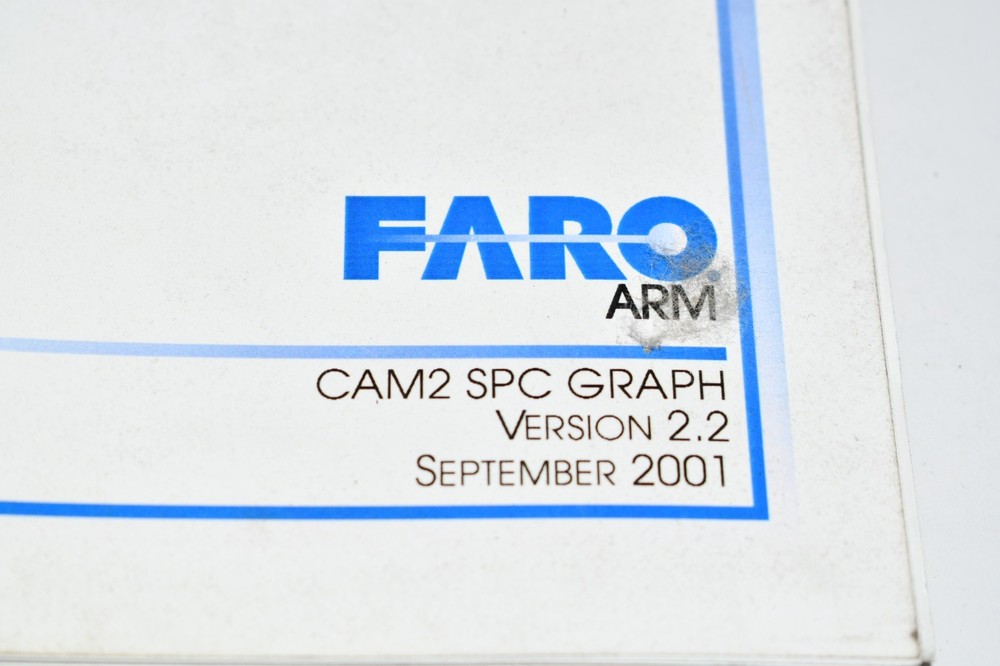 FARO
ARM
CAM2 SPC GRAPH
VERSION 2.2
SEPTEMBER 2001